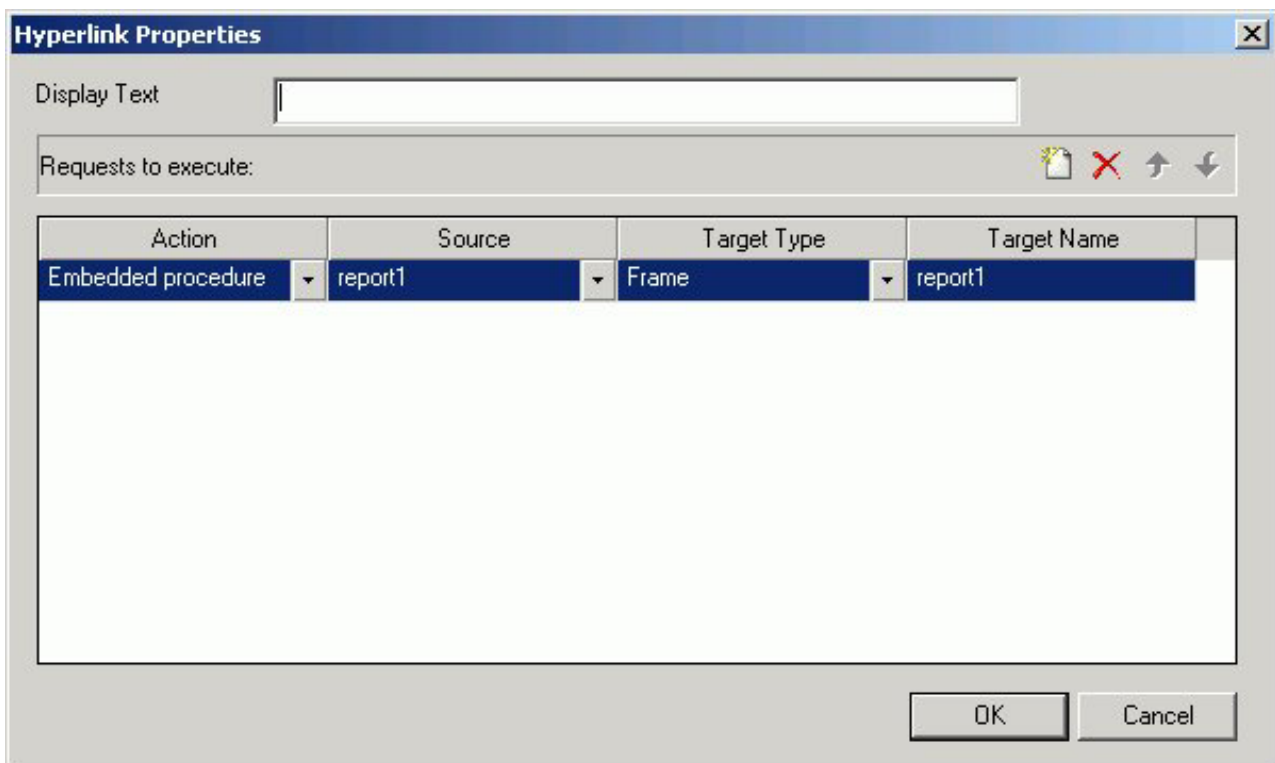 Hyperlink Properties
Display Text
Requests to execute:
Action Source Target Type Target Name
Embedded procedure report1 Frame report1
OK Cancel